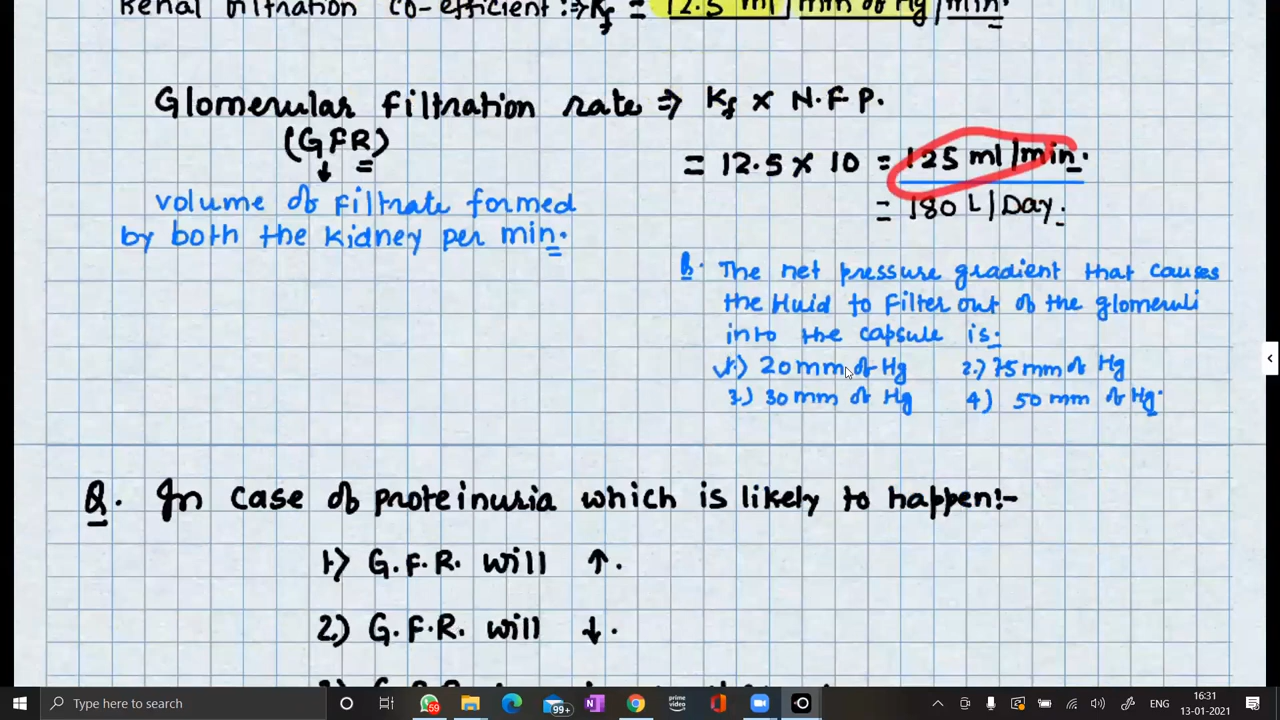 Renal filtration co-efficient :⇒ Kf = 12.5 ml / mm of Hg / min.
Glomerular filtration rate ⇒ Kf x N.F.P.
(GFR)
= 12.5 x 10 = 125 ml/min.
= 180 L/Day.
volume of filtrate formed
by both the kidney per min.
Q. The net pressure gradient that causes
the fluid to filter out of the glomeruli
into the capsule is.
1.) 20 mm of Hg 2.) 75 mm of Hg
3.) 30 mm of Hg 4.) 50 mm of Hg.
Q. In case of proteinuria which is likely to happen:-
1.) G.F.R. will ↑.
2.) G.F.R. will ↓.
Type here to search
59
99+
prime video
ENG
16:31
13-01-2021